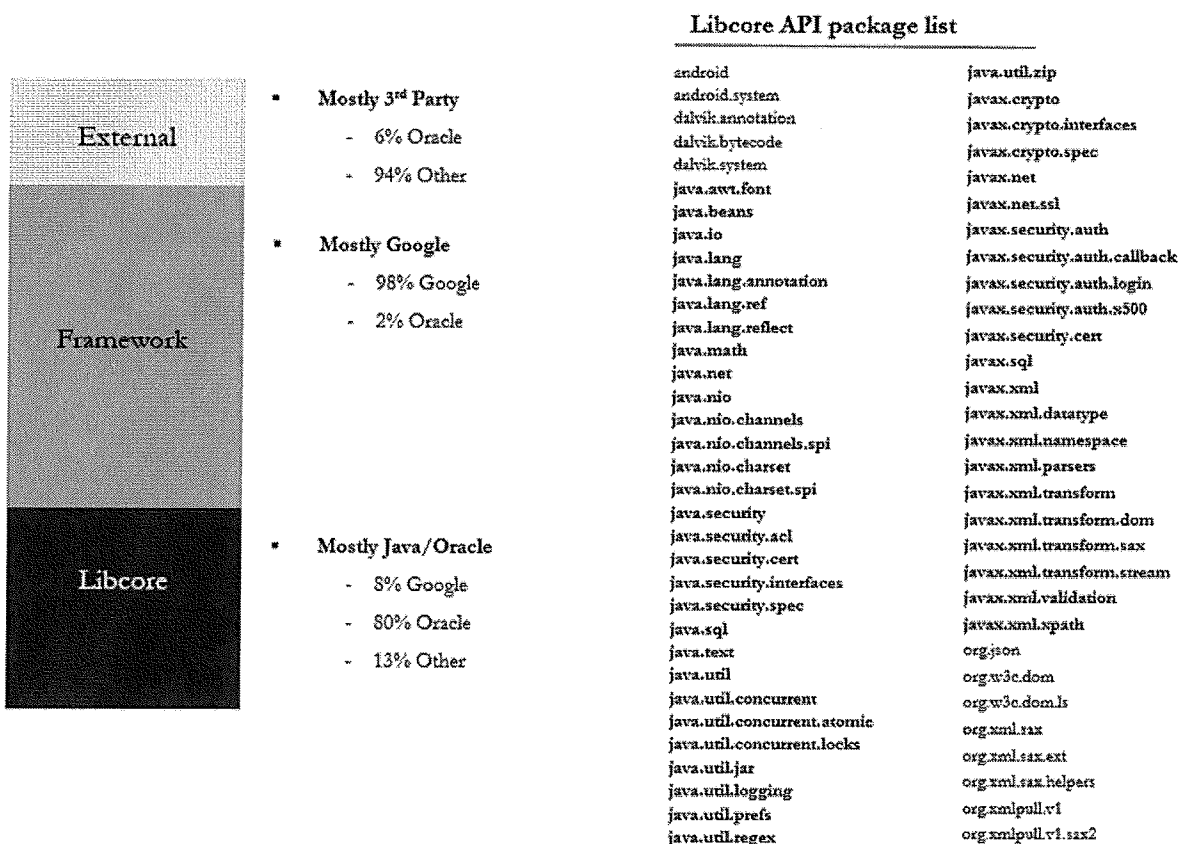 External
▪ Mostly 3rd Party
- 6% Oracle
- 94% Other
Framework
▪ Mostly Google
- 98% Google
- 2% Oracle
Libcore
▪ Mostly Java/Oracle
- 8% Google
- 80% Oracle
- 13% Other
Libcore API package list
android
android.system
dalvik.annotation
dalvik.bytecode
dalvik.system
java.awt.font
java.beans
java.io
java.lang
java.lang.annotation
java.lang.ref
java.lang.reflect
java.math
java.net
java.nio
java.nio.channels
java.nio.channels.spi
java.nio.charset
java.nio.charset.spi
java.security
java.security.acl
java.security.cert
java.security.interfaces
java.security.spec
java.sql
java.text
java.util
java.util.concurrent
java.util.concurrent.atomic
java.util.concurrent.locks
java.util.jar
java.util.logging
java.util.prefs
java.util.regex
java.util.zip
javax.crypto
javax.crypto.interfaces
javax.crypto.spec
javax.net
javax.net.ssl
javax.security.auth
javax.security.auth.callback
javax.security.auth.login
javax.security.auth.x500
javax.security.cert
javax.sql
javax.xml
javax.xml.datatype
javax.xml.namespace
javax.xml.parsers
javax.xml.transform
javax.xml.transform.dom
javax.xml.transform.sax
javax.xml.transform.stream
javax.xml.validation
javax.xml.xpath
org.json
org.w3c.dom
org.w3c.dom.ls
org.xml.sax
org.xml.sax.ext
org.xml.sax.helpers
org.xmlpull.v1
org.xmlpull.v1.sax2